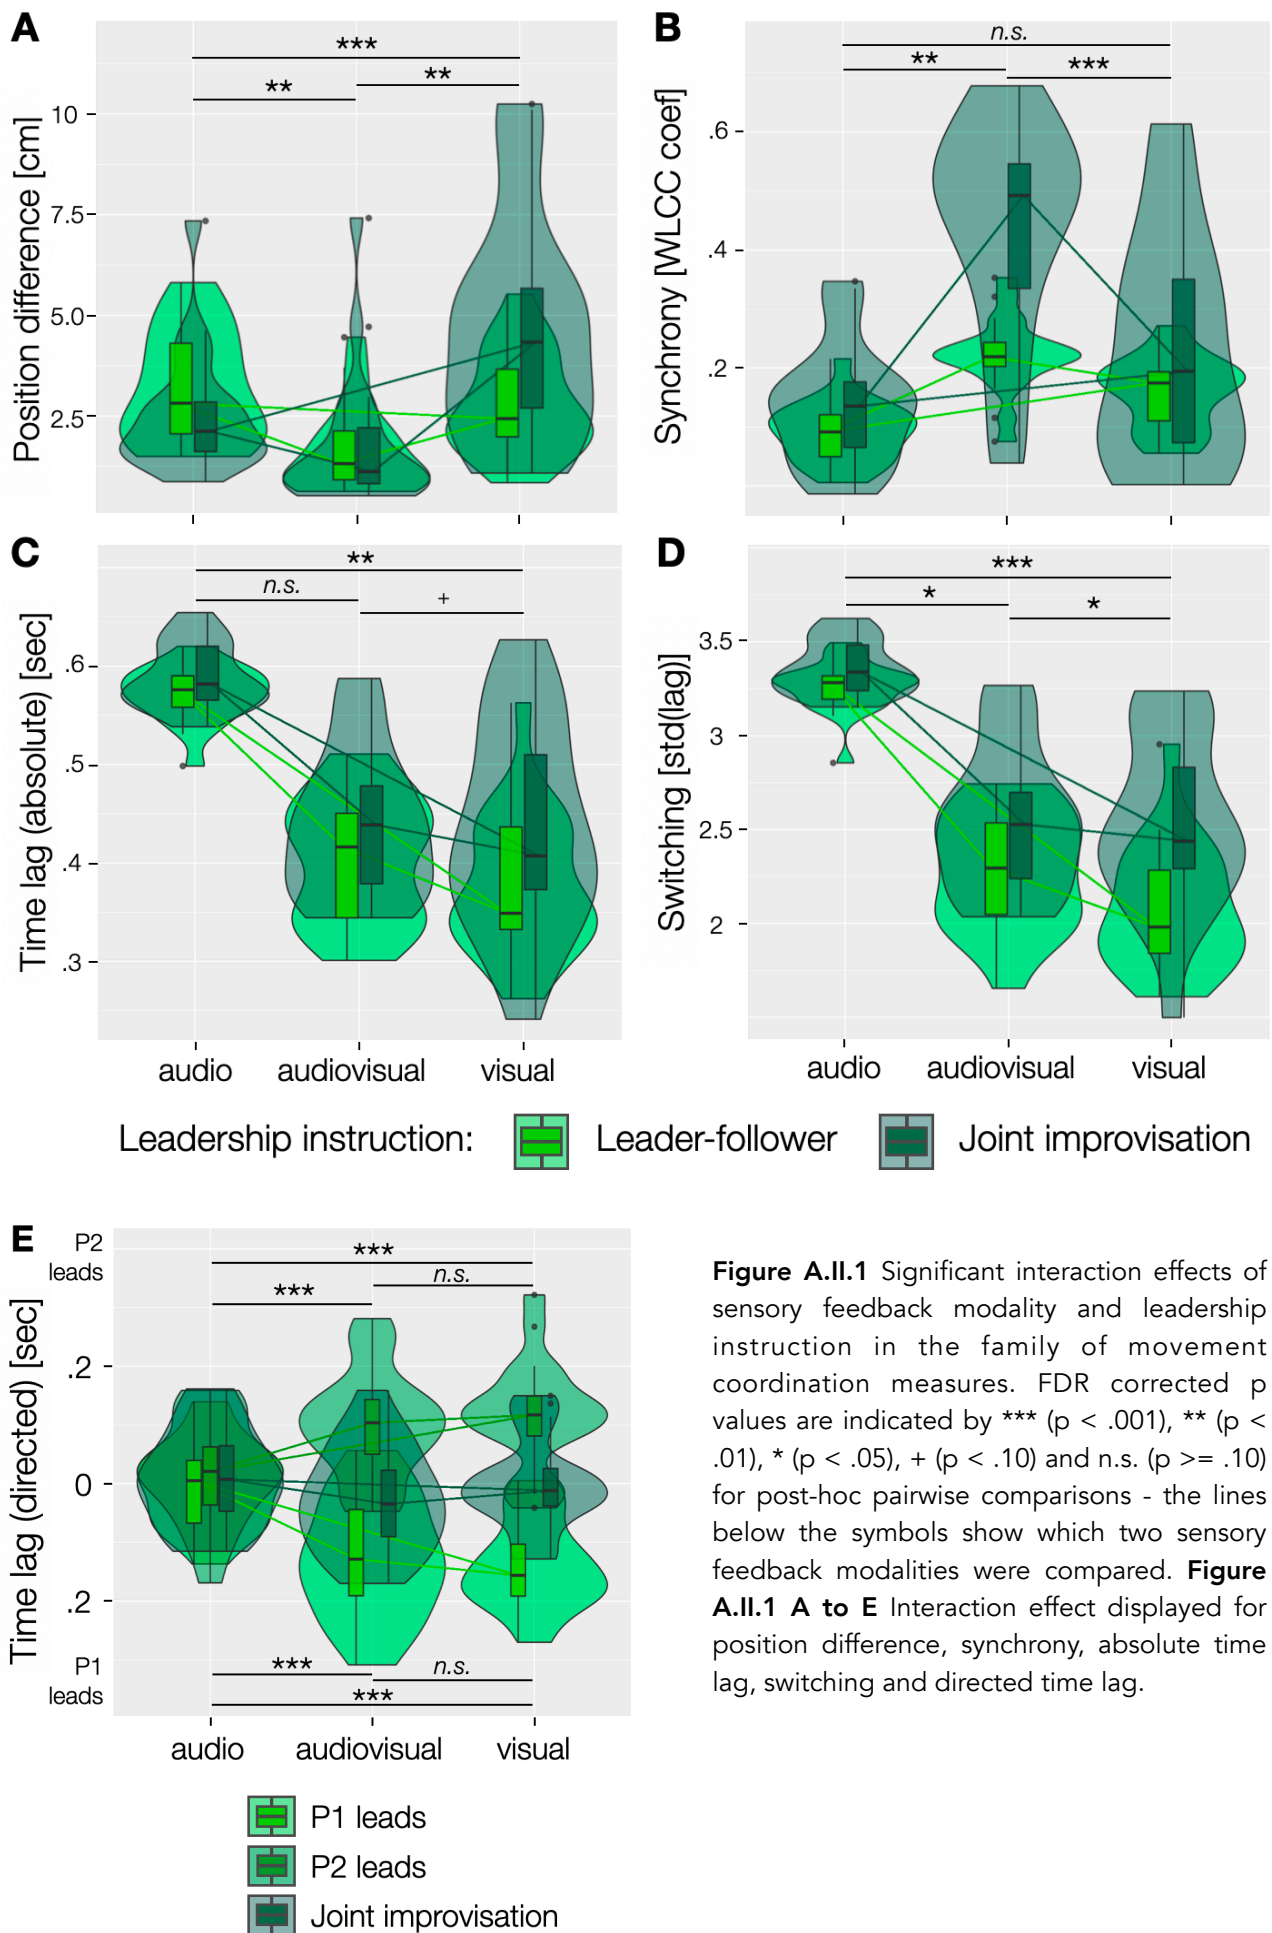 A
***
**
**
10
7.5
5.0
2.5
Position difference [cm]
B
n.s.
**
***
.6
.4
.2
Synchrony [WLCC coef]
C
**
n.s.
+
.6
.5
.4
.3
Time lag (absolute) [sec]
audio audiovisual visual
D
***
*
*
3.5
3
2.5
2
Switching [std(lag)]
audio audiovisual visual
Leadership instruction: Leader-follower Joint improvisation
E
P2
leads
***
n.s.
***
.2
0
.2
Time lag (directed) [sec]
P1
leads
***
n.s.
***
audio audiovisual visual
P1 leads
P2 leads
Joint improvisation
Figure A.II.1 Significant interaction effects of
sensory feedback modality and leadership
instruction in the family of movement
coordination measures. FDR corrected p
values are indicated by *** (p < .001), ** (p <
.01), * (p < .05), + (p < .10) and n.s. (p >= .10)
for post-hoc pairwise comparisons - the lines
below the symbols show which two sensory
feedback modalities were compared. Figure
A.II.1 A to E Interaction effect displayed for
position difference, synchrony, absolute time
lag, switching and directed time lag.